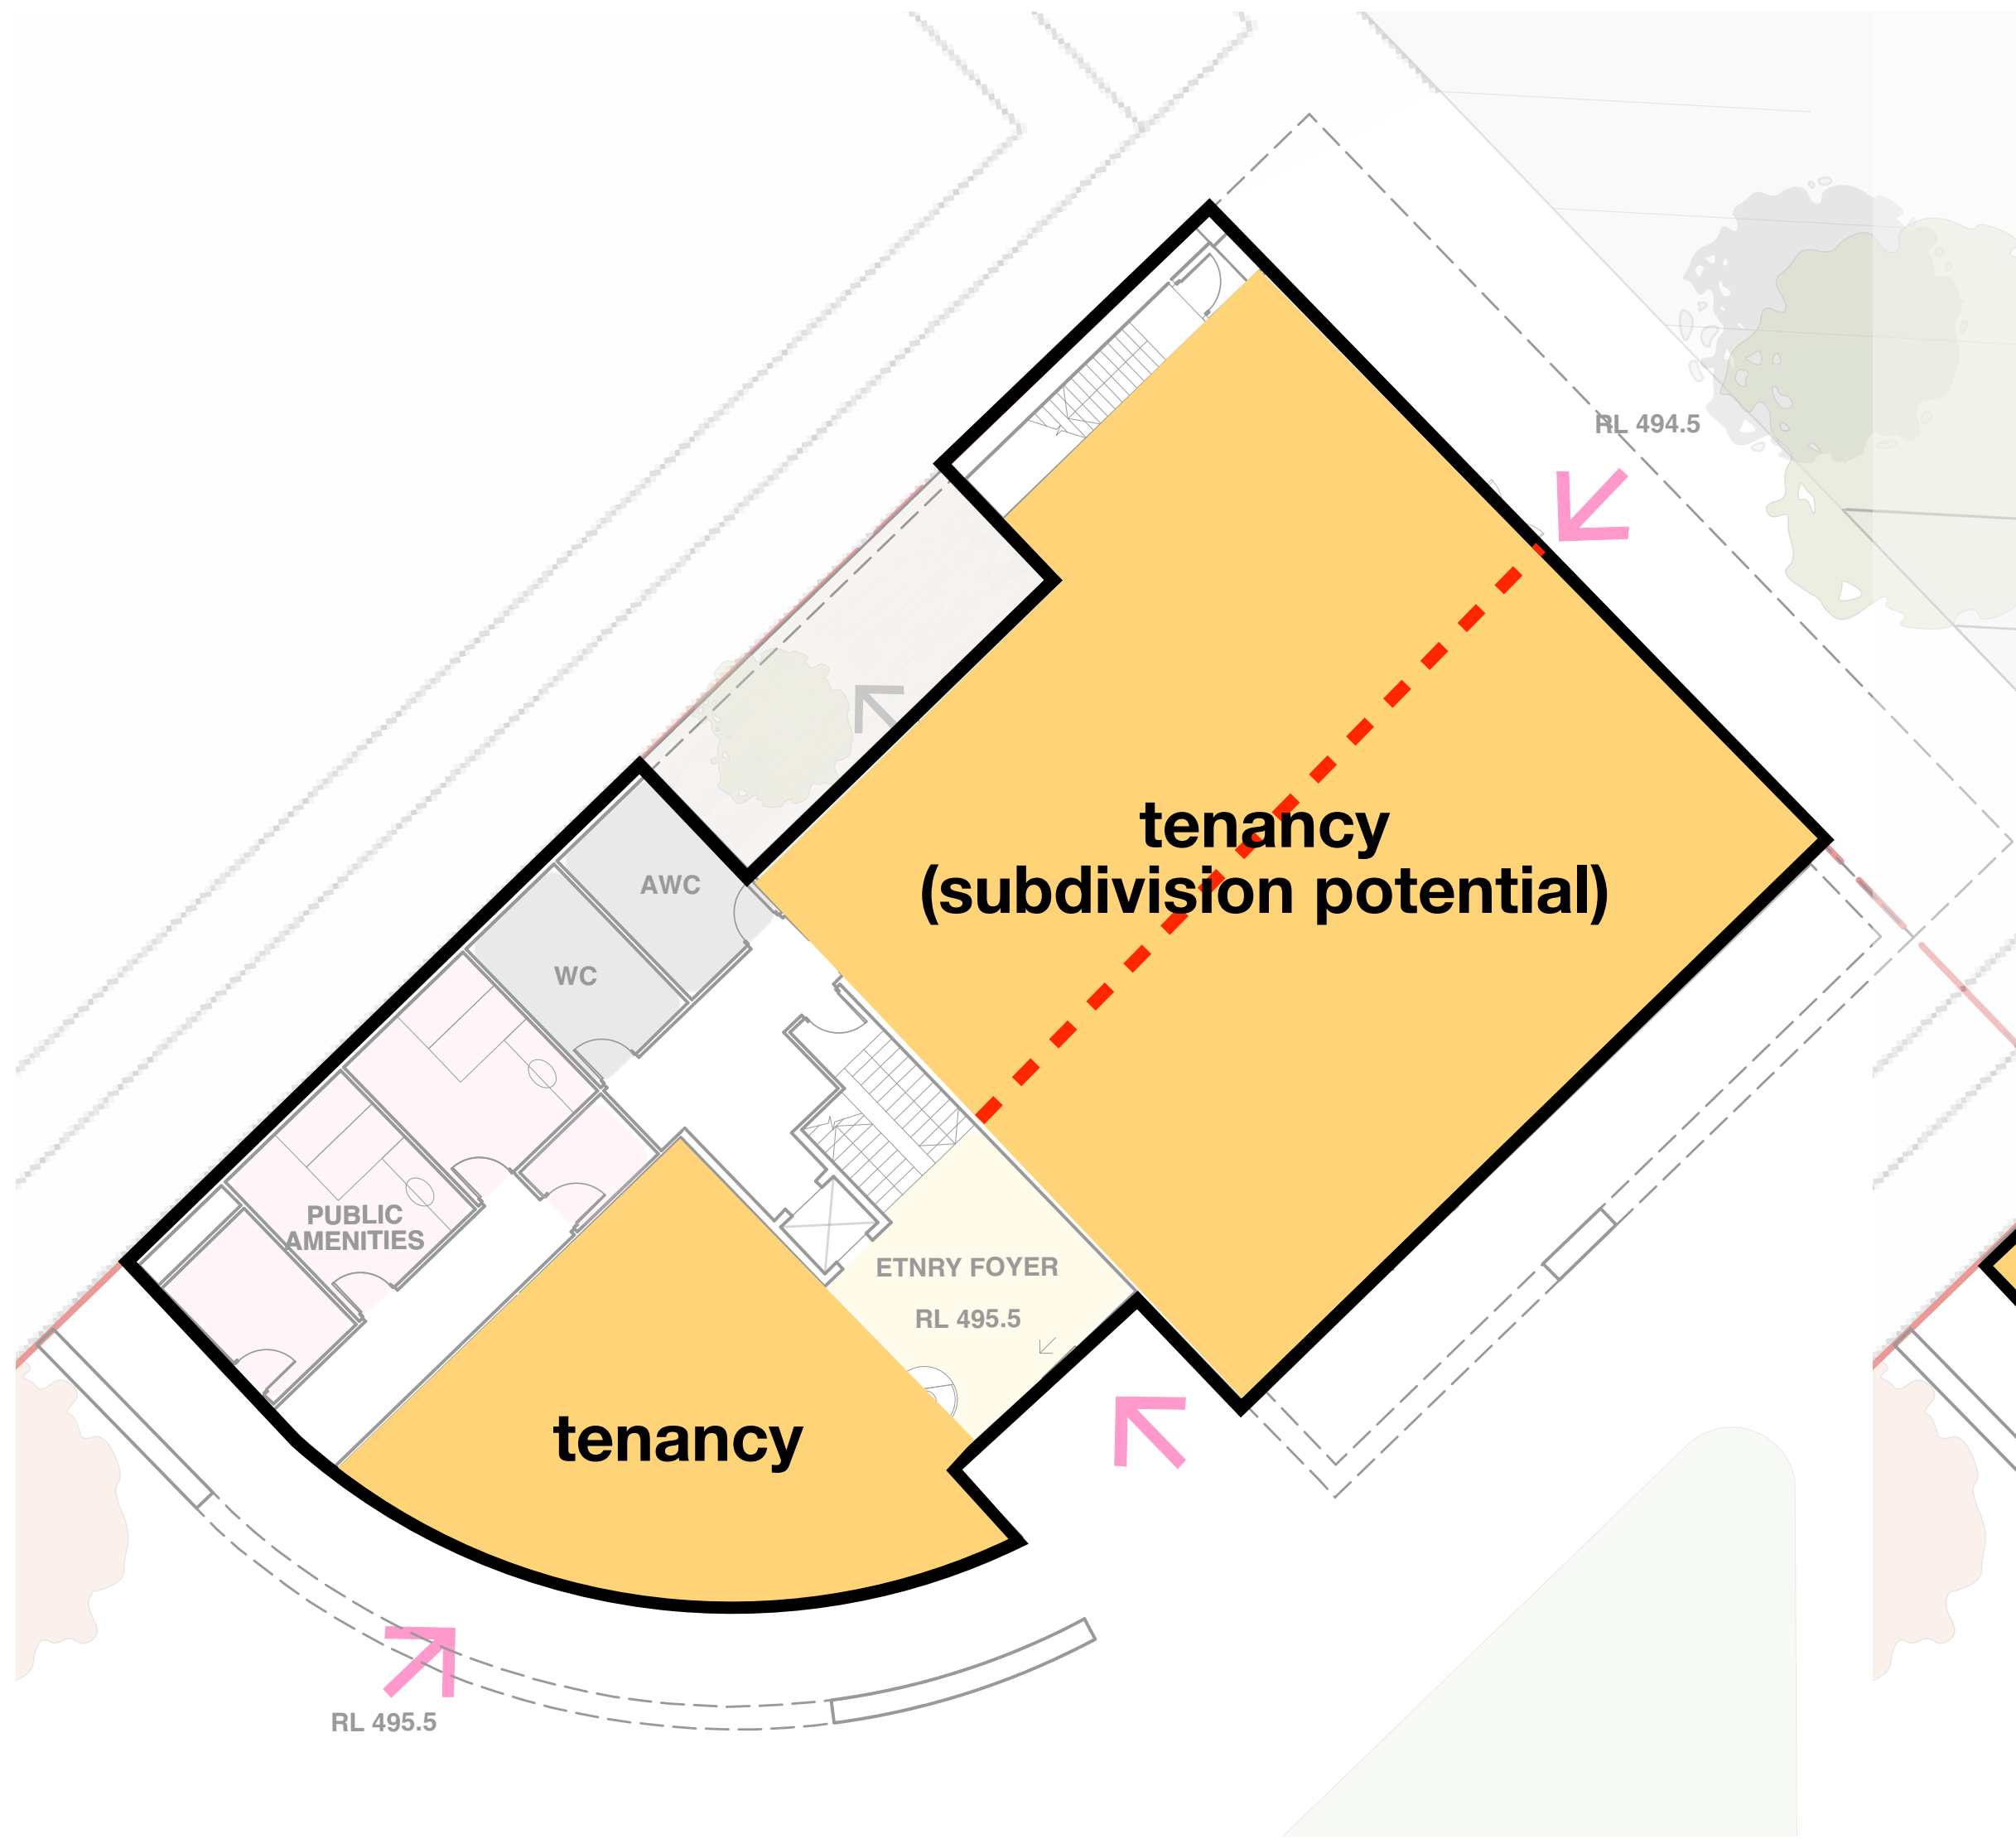 RL 494.5
tenancy
(subdivision potential)
AWC
WC
PUBLIC
AMENITIES
ETNRY FOYER
RL 495.5
tenancy
RL 495.5